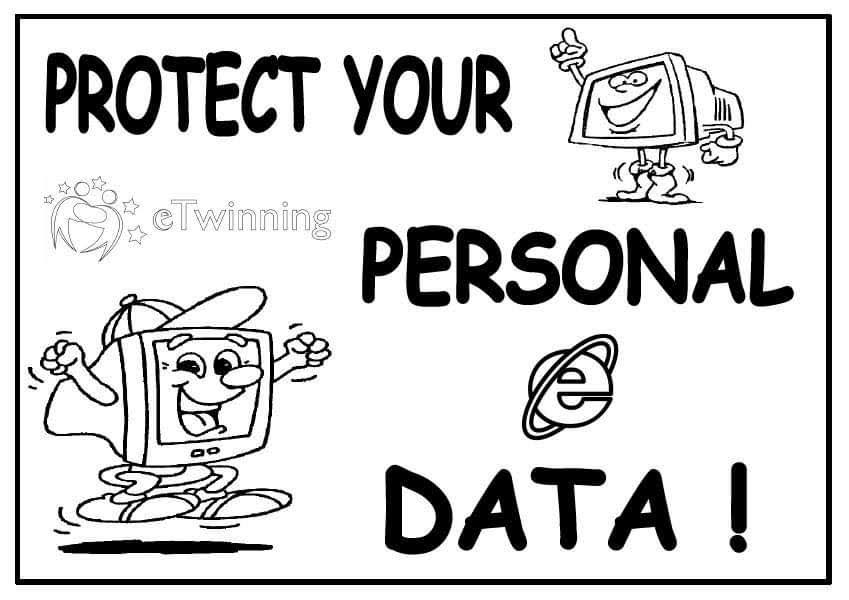 PROTECT YOUR
eTwinning
PERSONAL
e
DATA !